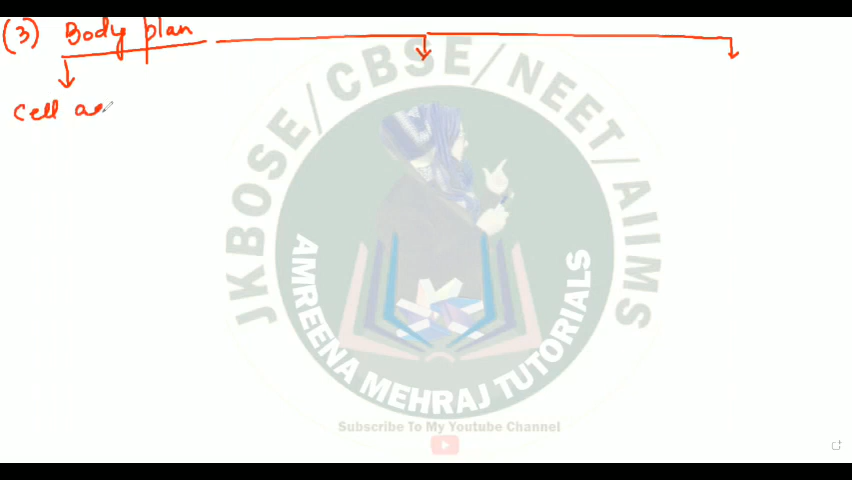 (3) Body plan
Cell
JKBOSE/CBSE/NEET/AIIMS
AMREENA MEHRAJ TUTORIALS
Subscribe To My Youtube Channel